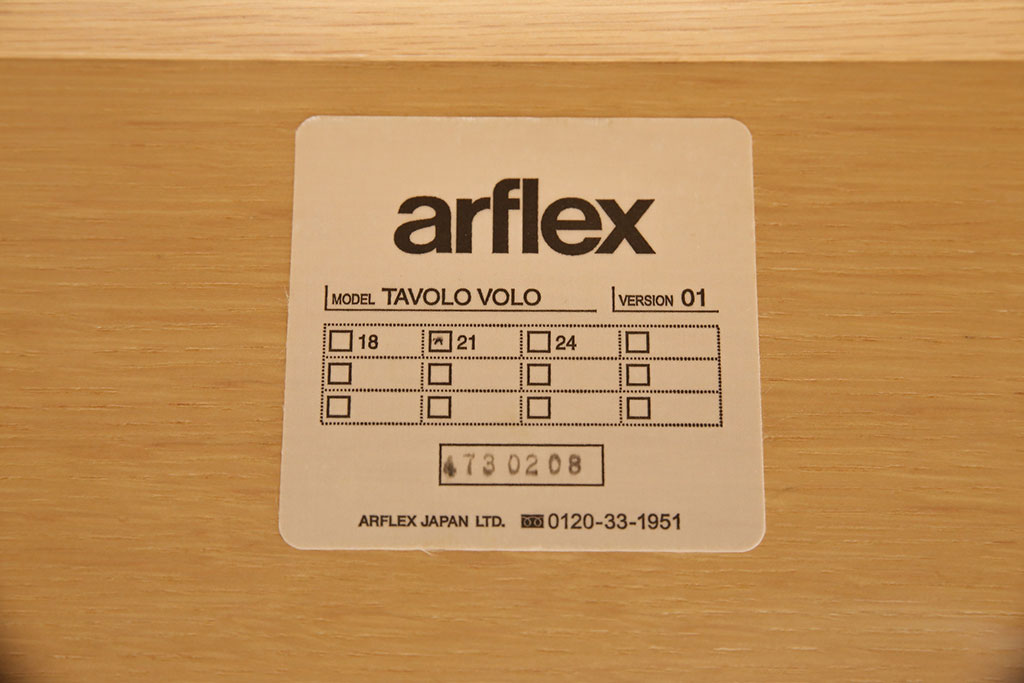 arflex
MODEL TAVOLO VOLO VERSION 01
18 21 24
4730208
ARFLEX JAPAN LTD. 0120-33-1951